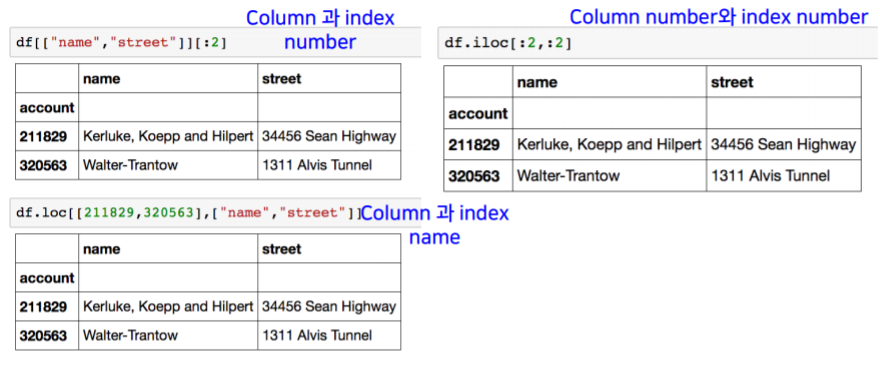 Column 과 index
number
df[["name","street"]][:2]
name street
account
211829 Kerluke, Koepp and Hilpert 34456 Sean Highway
320563 Walter-Trantow 1311 Alvis Tunnel
Column number와 index number
df.iloc[:2,:2]
name street
account
211829 Kerluke, Koepp and Hilpert 34456 Sean Highway
320563 Walter-Trantow 1311 Alvis Tunnel
df.loc[[211829,320563],["name","street"]]
Column 과 index
name
name street
account
211829 Kerluke, Koepp and Hilpert 34456 Sean Highway
320563 Walter-Trantow 1311 Alvis Tunnel